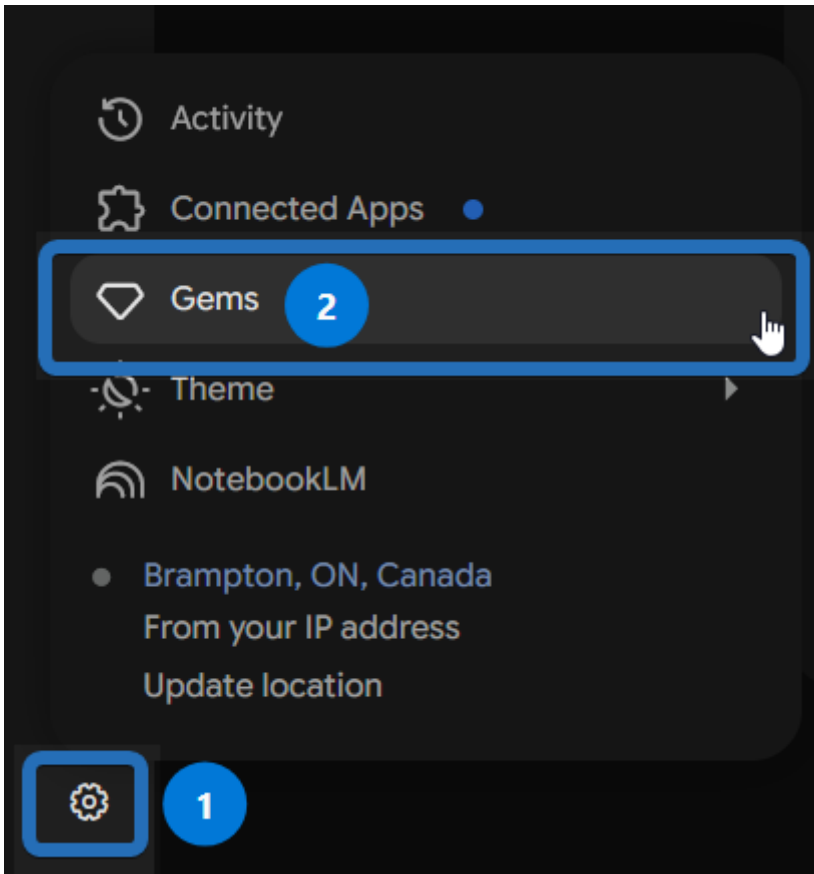 Activity
Connected Apps
Gems 2
Theme
NotebookLM
Brampton, ON, Canada
From your IP address
Update location
1